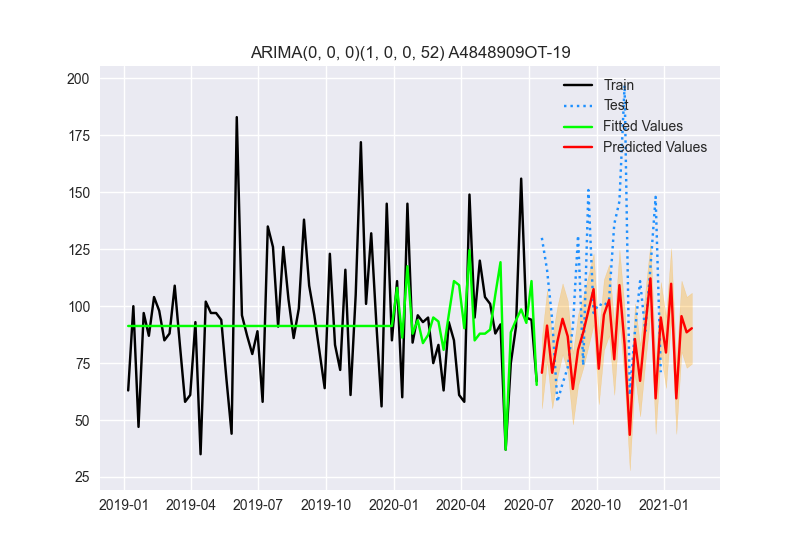 ARIMA(0, 0, 0)(1, 0, 0, 52) A4848909OT-19
200
175
150
125
100
75
50
25
Train
Test
Fitted Values
Predicted Values
2019-01 2019-04 2019-07 2019-10 2020-01 2020-04 2020-07 2020-10 2021-01